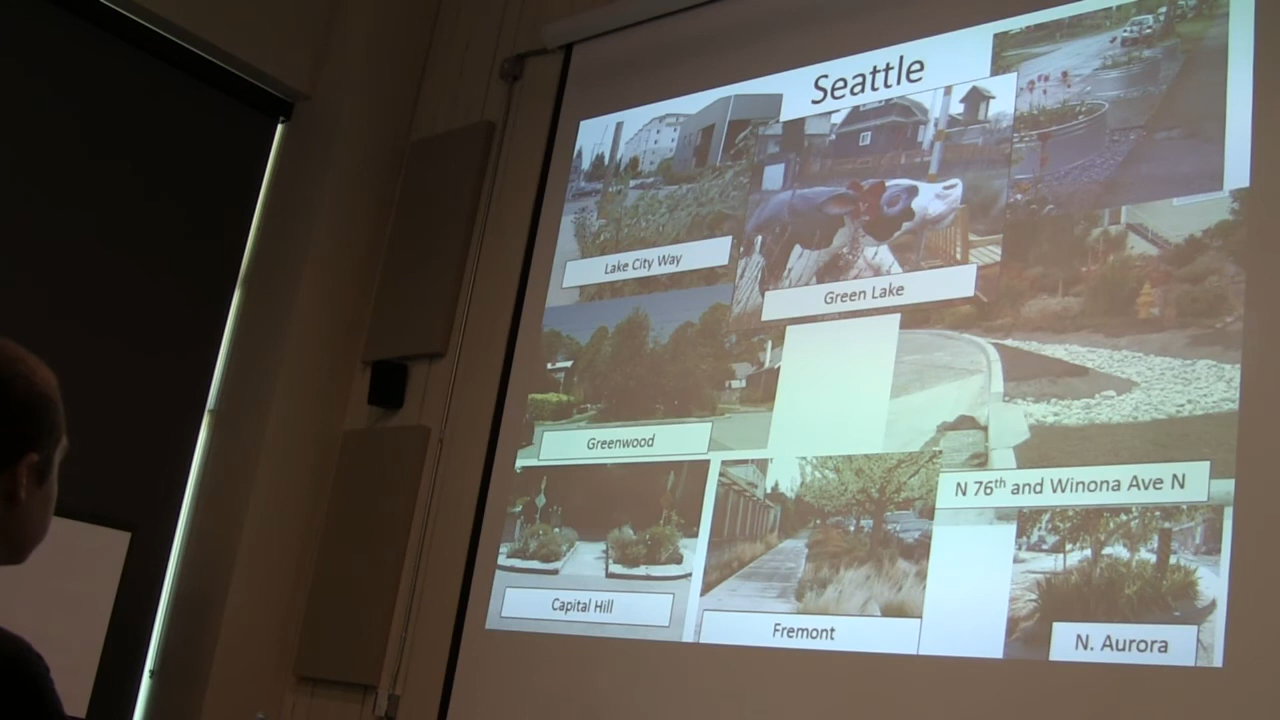 Seattle
Lake City Way
Green Lake
Greenwood
N 76th and Winona Ave N
Capital Hill
Fremont
N. Aurora